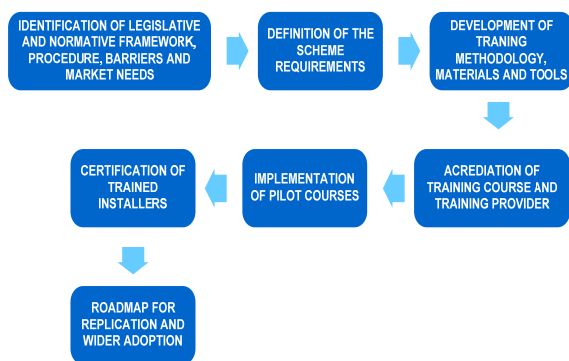 IDENTIFICATION OF LEGISLATIVE
AND NORMATIVE FRAMEWORK,
PROCEDURE, BARRIERS AND
MARKET NEEDS
DEFINITION OF THE
SCHEME
REQUIREMENTS
DEVELOPMENT OF
TRANING
METHODOLOGY,
MATERIALS AND TOOLS
ACREDIATION OF
TRAINING COURSE AND
TRAINING PROVIDER
IMPLEMENTATION
OF PILOT COURSES
CERTIFICATION OF
TRAINED
INSTALLERS
ROADMAP FOR
REPLICATION AND
WIDER ADOPTION